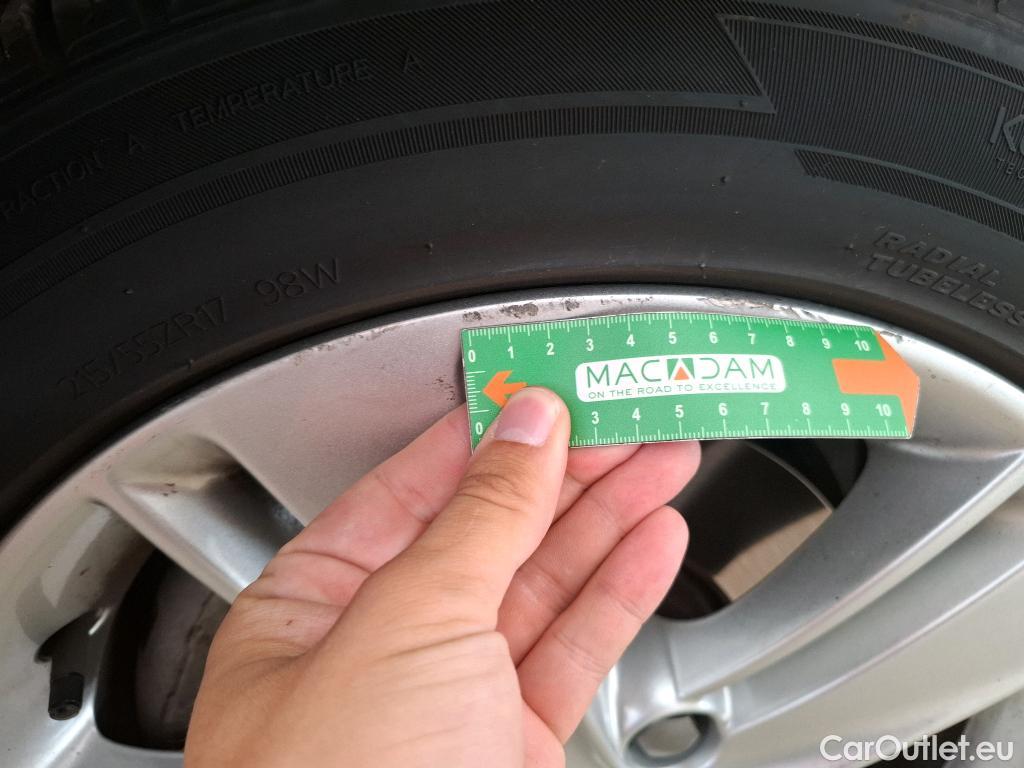 TEMPERATURE A
RACTION A
K
RADIAL
TUBELESS
215/55ZR17 98W
0 1 2 3 4 5 6 7 8 9 10
MACADAM
ON THE ROAD TO EXCELLENCE
0 3 4 5 6 7 8 9 10
CarOutlet.eu